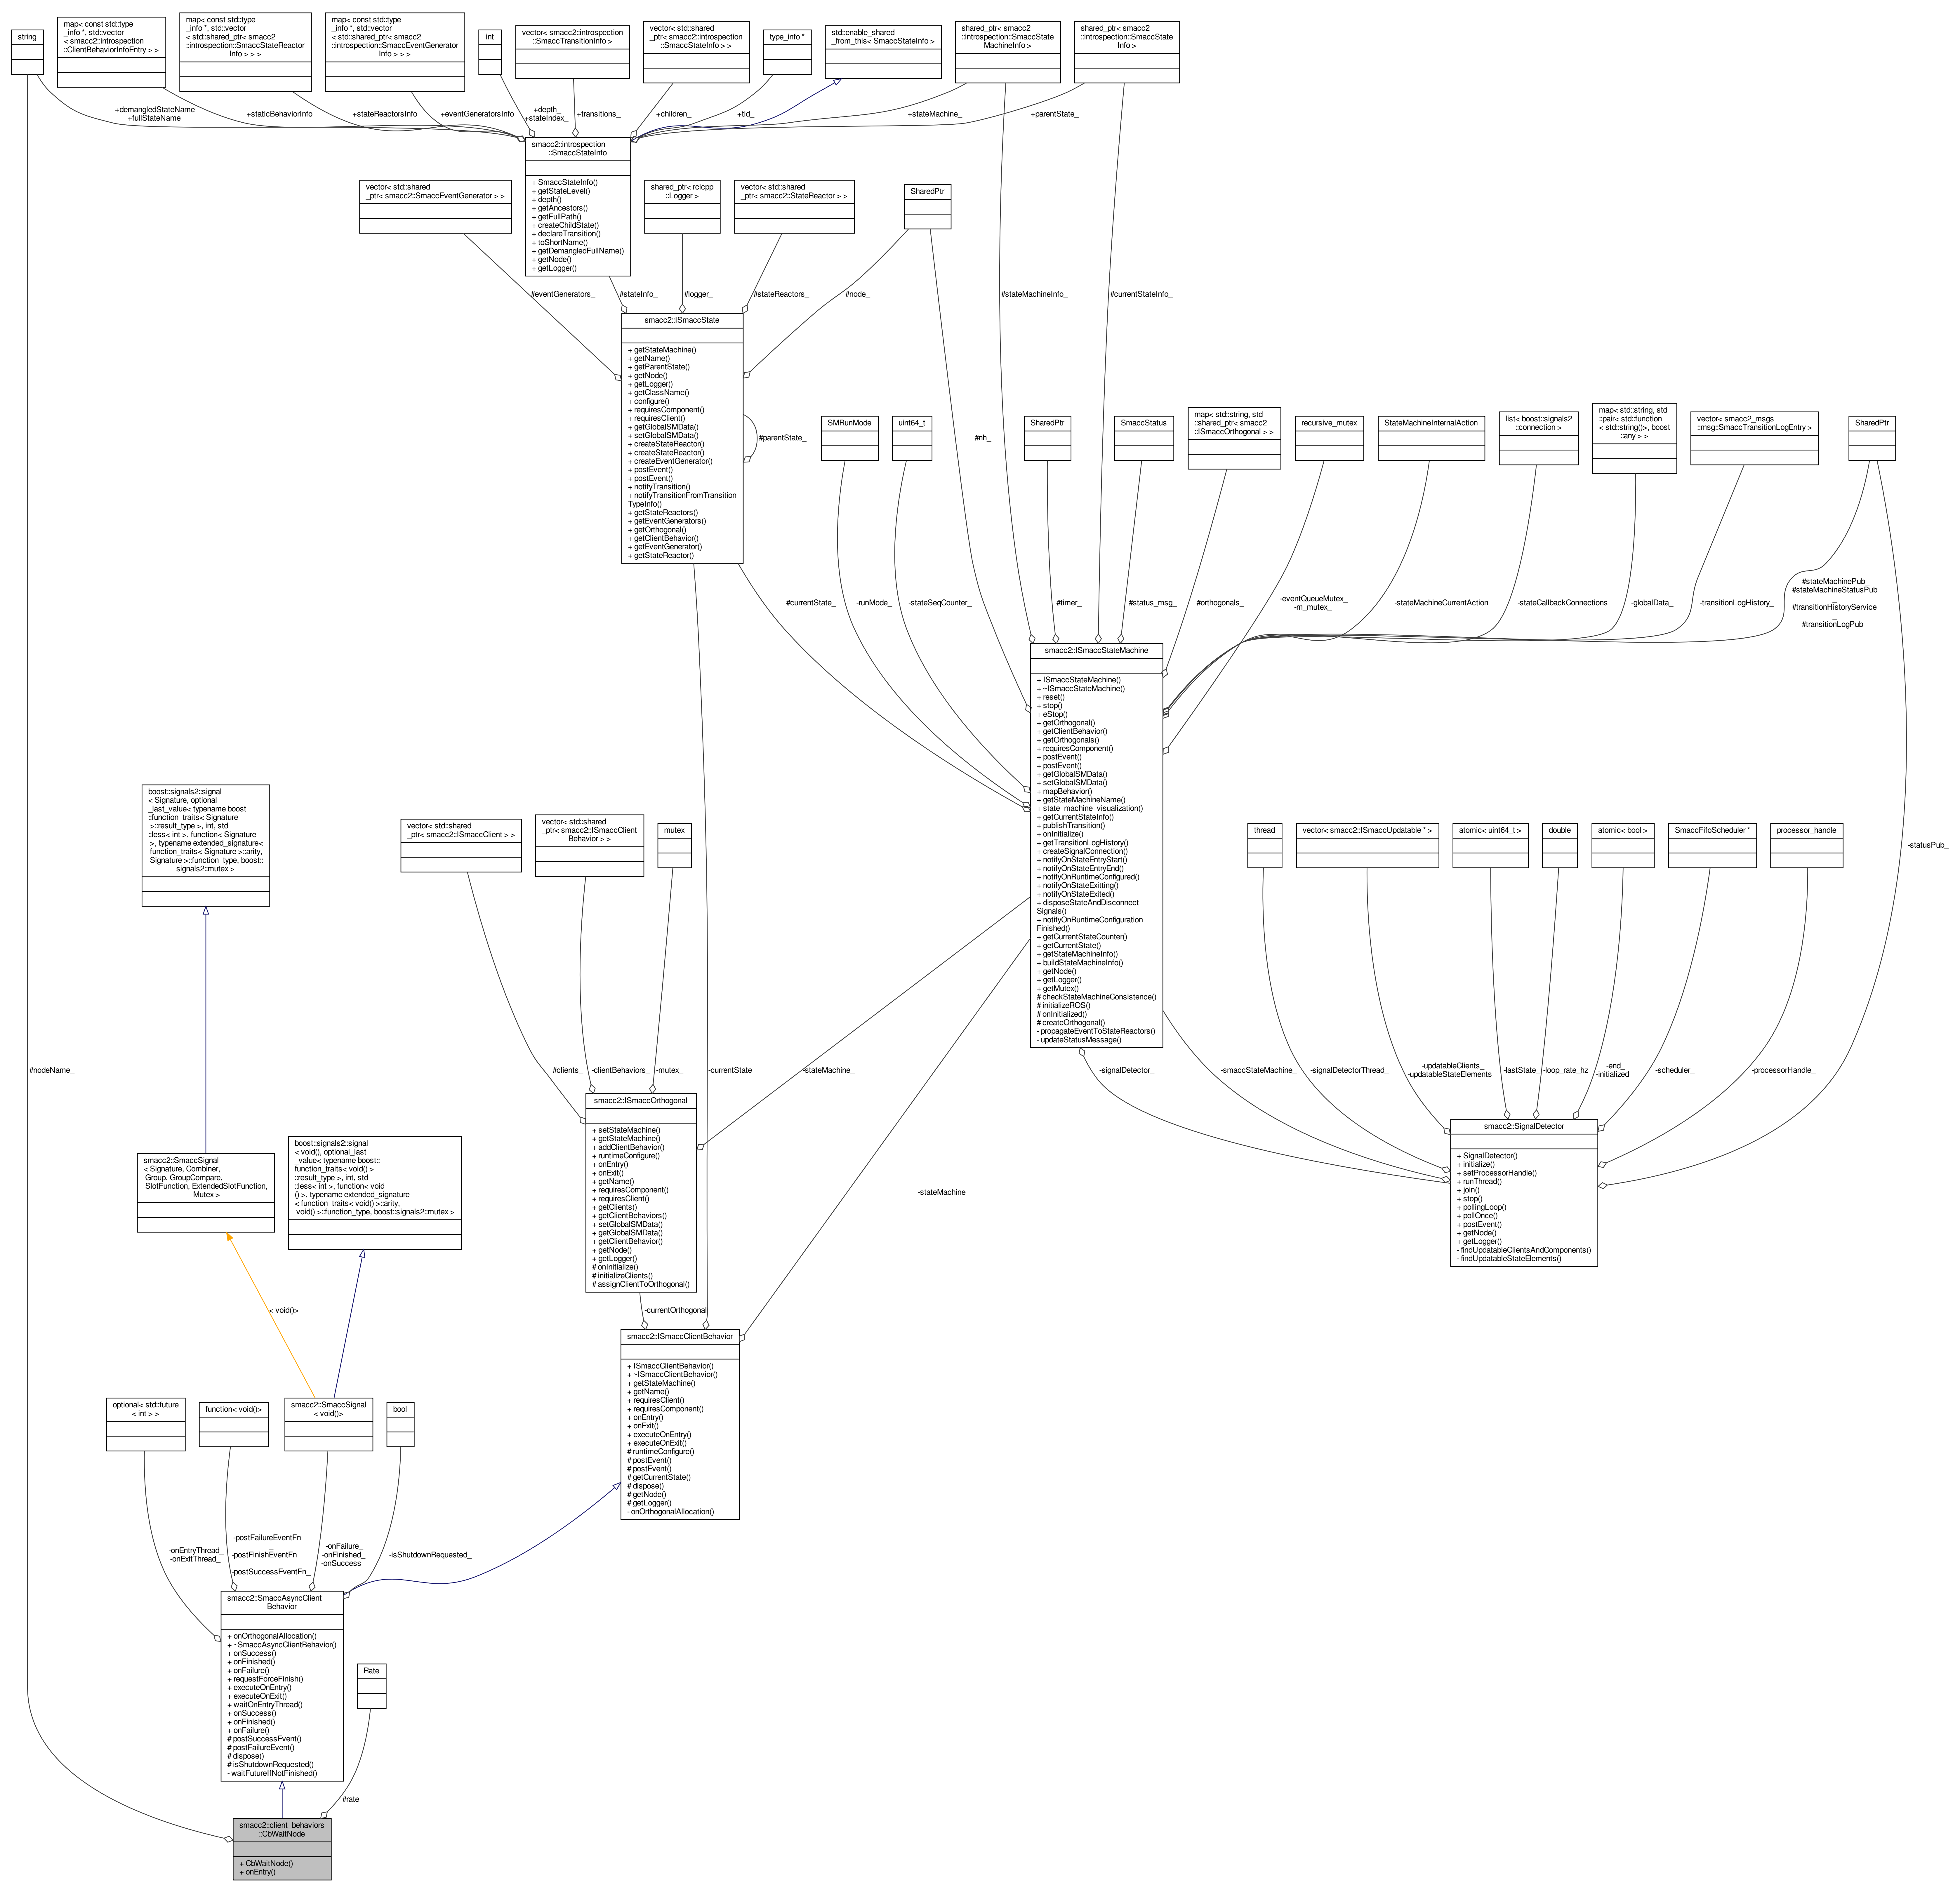 string
map< const std::type
_info *, std::vector
< smacc2::introspection
::ClientBehaviorInfoEntry > >
map< const std::type
_info *, std::vector
< std::shared_ptr< smacc2
::introspection::SmaccStateReactor
Info > > >
map< const std::type
_info *, std::vector
< std::shared_ptr< smacc2
::introspection::SmaccEventGenerator
Info > > >
int
vector< smacc2::introspection
::SmaccTransitionInfo >
vector< std::shared
_ptr< smacc2::introspection
::SmaccStateInfo > >
type_info *
std::enable_shared
_from_this< SmaccStateInfo >
shared_ptr< smacc2
::introspection::SmaccState
MachineInfo >
shared_ptr< smacc2
::introspection::SmaccState
Info >
+demangledStateName
+fullStateName
+staticBehaviorInfo
+stateReactorsInfo
+eventGeneratorsInfo
+depth_
+stateIndex_
+transitions_
+children_
+tid_
+stateMachine_
+parentState_
smacc2::introspection
::SmaccStateInfo
+ SmaccStateInfo()
+ getStateLevel()
+ depth()
+ getAncestors()
+ getFullPath()
+ createChildState()
+ declareTransition()
+ toShortName()
+ getDemangledFullName()
+ getNode()
+ getLogger()
vector< std::shared
_ptr< smacc2::SmaccEventGenerator > >
shared_ptr< rclcpp
::Logger >
vector< std::shared
_ptr< smacc2::StateReactor > >
SharedPtr
#eventGenerators_
#stateInfo_
#logger_
#stateReactors_
#node_
#stateMachineInfo_
#currentStateInfo_
smacc2::ISmaccState
+ getStateMachine()
+ getName()
+ getParentState()
+ getNode()
+ getLogger()
+ getClassName()
+ configure()
+ requiresComponent()
+ requiresClient()
+ getGlobalSMData()
+ setGlobalSMData()
+ createStateReactor()
+ createStateReactor()
+ createEventGenerator()
+ postEvent()
+ postEvent()
+ notifyTransition()
+ notifyTransitionFromTransition
TypeInfo()
+ getStateReactors()
+ getEventGenerators()
+ getOrthogonal()
+ getClientBehavior()
+ getEventGenerator()
+ getStateReactor()
#parentState_
SMRunMode
uint64_t
#nh_
SharedPtr
SmaccStatus
map< std::string, std
::shared_ptr< smacc2
::ISmaccOrthogonal > >
recursive_mutex
StateMachineInternalAction
list< boost::signals2
::connection >
map< std::string, std
::pair< std::function
< std::string()>, boost
::any > >
vector< smacc2_msgs
::msg::SmaccTransitionLogEntry >
SharedPtr
#currentState_
-runMode_
-stateSeqCounter_
#timer_
#status_msg_
#orthogonals_
-eventQueueMutex_
-m_mutex_
-stateMachineCurrentAction
-stateCallbackConnections
-globalData_
-transitionLogHistory_
#stateMachinePub_
#stateMachineStatusPub
_
#transitionHistoryService
_
#transitionLogPub_
smacc2::ISmaccStateMachine
+ ISmaccStateMachine()
+ ~ISmaccStateMachine()
+ reset()
+ stop()
+ eStop()
+ getOrthogonal()
+ getClientBehavior()
+ getOrthogonals()
+ requiresComponent()
+ postEvent()
+ postEvent()
+ getGlobalSMData()
+ setGlobalSMData()
+ mapBehavior()
+ getStateMachineName()
+ state_machine_visualization()
+ getCurrentStateInfo()
+ publishTransition()
+ onInitialize()
+ getTransitionLogHistory()
+ createSignalConnection()
+ notifyOnStateEntryStart()
+ notifyOnStateEntryEnd()
+ notifyOnRuntimeConfigured()
+ notifyOnStateExitting()
+ notifyOnStateExited()
+ disposeStateAndDisconnect
Signals()
+ notifyOnRuntimeConfiguration
Finished()
+ getCurrentStateCounter()
+ getCurrentState()
+ getStateMachineInfo()
+ buildStateMachineInfo()
+ getNode()
+ getLogger()
+ getMutex()
# checkStateMachineConsistence()
# initializeROS()
# onInitialized()
# createOrthogonal()
- propagateEventToStateReactors()
- updateStatusMessage()
boost::signals2::signal
< Signature, optional
_last_value< typename boost
::function_traits< Signature
>::result_type >, int, std
::less< int >, function< Signature
>, typename extended_signature<
function_traits< Signature >::arity,
Signature >::function_type, boost::
signals2::mutex >
vector< std::shared
_ptr< smacc2::ISmaccClient > >
vector< std::shared
_ptr< smacc2::ISmaccClient
Behavior > >
mutex
thread
vector< smacc2::ISmaccUpdatable * >
atomic< uint64_t >
double
atomic< bool >
SmaccFifoScheduler *
processor_handle
-statusPub_
#nodeName_
#clients_
-clientBehaviors_
-mutex_
-currentState
-stateMachine_
-signalDetector_
-smaccStateMachine_
-signalDetectorThread_
-updatableClients_
-updatableStateElements_
-lastState_
-loop_rate_hz
-end_
-initialized_
-scheduler_
-processorHandle_
smacc2::ISmaccOrthogonal
+ setStateMachine()
+ getStateMachine()
+ addClientBehavior()
+ runtimeConfigure()
+ onEntry()
+ onExit()
+ getName()
+ requiresComponent()
+ requiresClient()
+ getClients()
+ getClientBehaviors()
+ setGlobalSMData()
+ getGlobalSMData()
+ getClientBehavior()
+ getNode()
+ getLogger()
# onInitialize()
# initializeClients()
# assignClientToOrthogonal()
smacc2::SignalDetector
+ SignalDetector()
+ initialize()
+ setProcessorHandle()
+ runThread()
+ join()
+ stop()
+ pollingLoop()
+ pollOnce()
+ postEvent()
+ getNode()
+ getLogger()
- findUpdatableClientsAndComponents()
- findUpdatableStateElements()
smacc2::SmaccSignal
< Signature, Combiner,
Group, GroupCompare,
SlotFunction, ExtendedSlotFunction,
Mutex >
boost::signals2::signal
< void(), optional_last
_value< typename boost::
function_traits< void() >
::result_type >, int, std
::less< int >, function< void
() >, typename extended_signature
< function_traits< void() >::arity,
void() >::function_type, boost::signals2::mutex >
-stateMachine_
< void()>
-currentOrthogonal
smacc2::ISmaccClientBehavior
+ ISmaccClientBehavior()
+ ~ISmaccClientBehavior()
+ getStateMachine()
+ getName()
+ requiresClient()
+ requiresComponent()
+ onEntry()
+ onExit()
+ executeOnEntry()
+ executeOnExit()
# runtimeConfigure()
# postEvent()
# postEvent()
# getCurrentState()
# dispose()
# getNode()
# getLogger()
- onOrthogonalAllocation()
optional< std::future
< int > >
function< void()>
smacc2::SmaccSignal
< void()>
bool
-onEntryThread_
-onExitThread_
-postFailureEventFn
_
-postFinishEventFn
_
-postSuccessEventFn_
-onFailure_
-onFinished_
-onSuccess_
-isShutdownRequested_
smacc2::SmaccAsyncClient
Behavior
+ onOrthogonalAllocation()
+ ~SmaccAsyncClientBehavior()
+ onSuccess()
+ onFinished()
+ onFailure()
+ requestForceFinish()
+ executeOnEntry()
+ executeOnExit()
+ waitOnEntryThread()
+ onSuccess()
+ onFinished()
+ onFailure()
# postSuccessEvent()
# postFailureEvent()
# dispose()
# isShutdownRequested()
- waitFutureIfNotFinished()
Rate
#rate_
smacc2::client_behaviors
::CbWaitNode
+ CbWaitNode()
+ onEntry()